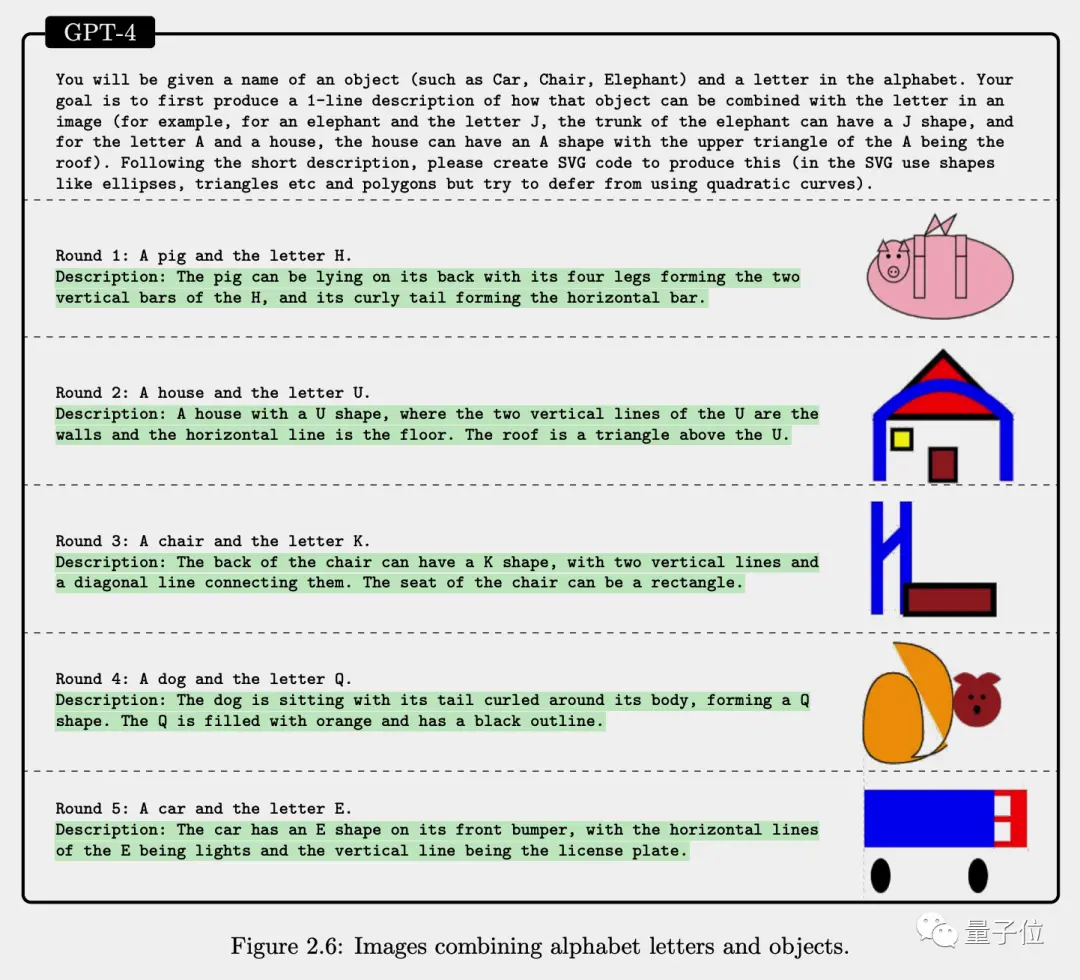 GPT-4
You will be given a name of an object (such as Car, Chair, Elephant) and a letter in the alphabet. Your
goal is to first produce a 1-line description of how that object can be combined with the letter in an
image (for example, for an elephant and the letter J, the trunk of the elephant can have a J shape, and
for the letter A and a house, the house can have an A shape with the upper triangle of the A being the
roof). Following the short description, please create SVG code to produce this (in the SVG use shapes
like ellipses, triangles etc and polygons but try to defer from using quadratic curves).
Round 1: A pig and the letter H.
Description: The pig can be lying on its back with its four legs forming the two
vertical bars of the H, and its curly tail forming the horizontal bar.
Round 2: A house and the letter U.
Description: A house with a U shape, where the two vertical lines of the U are the
walls and the horizontal line is the floor. The roof is a triangle above the U.
Round 3: A chair and the letter K.
Description: The back of the chair can have a K shape, with two vertical lines and
a diagonal line connecting them. The seat of the chair can be a rectangle.
Round 4: A dog and the letter Q.
Description: The dog is sitting with its tail curled around its body, forming a Q
shape. The Q is filled with orange and has a black outline.
Round 5: A car and the letter E.
Description: The car has an E shape on its front bumper, with the horizontal lines
of the E being lights and the vertical line being the license plate.
量子位
Figure 2.6: Images combining alphabet letters and objects.